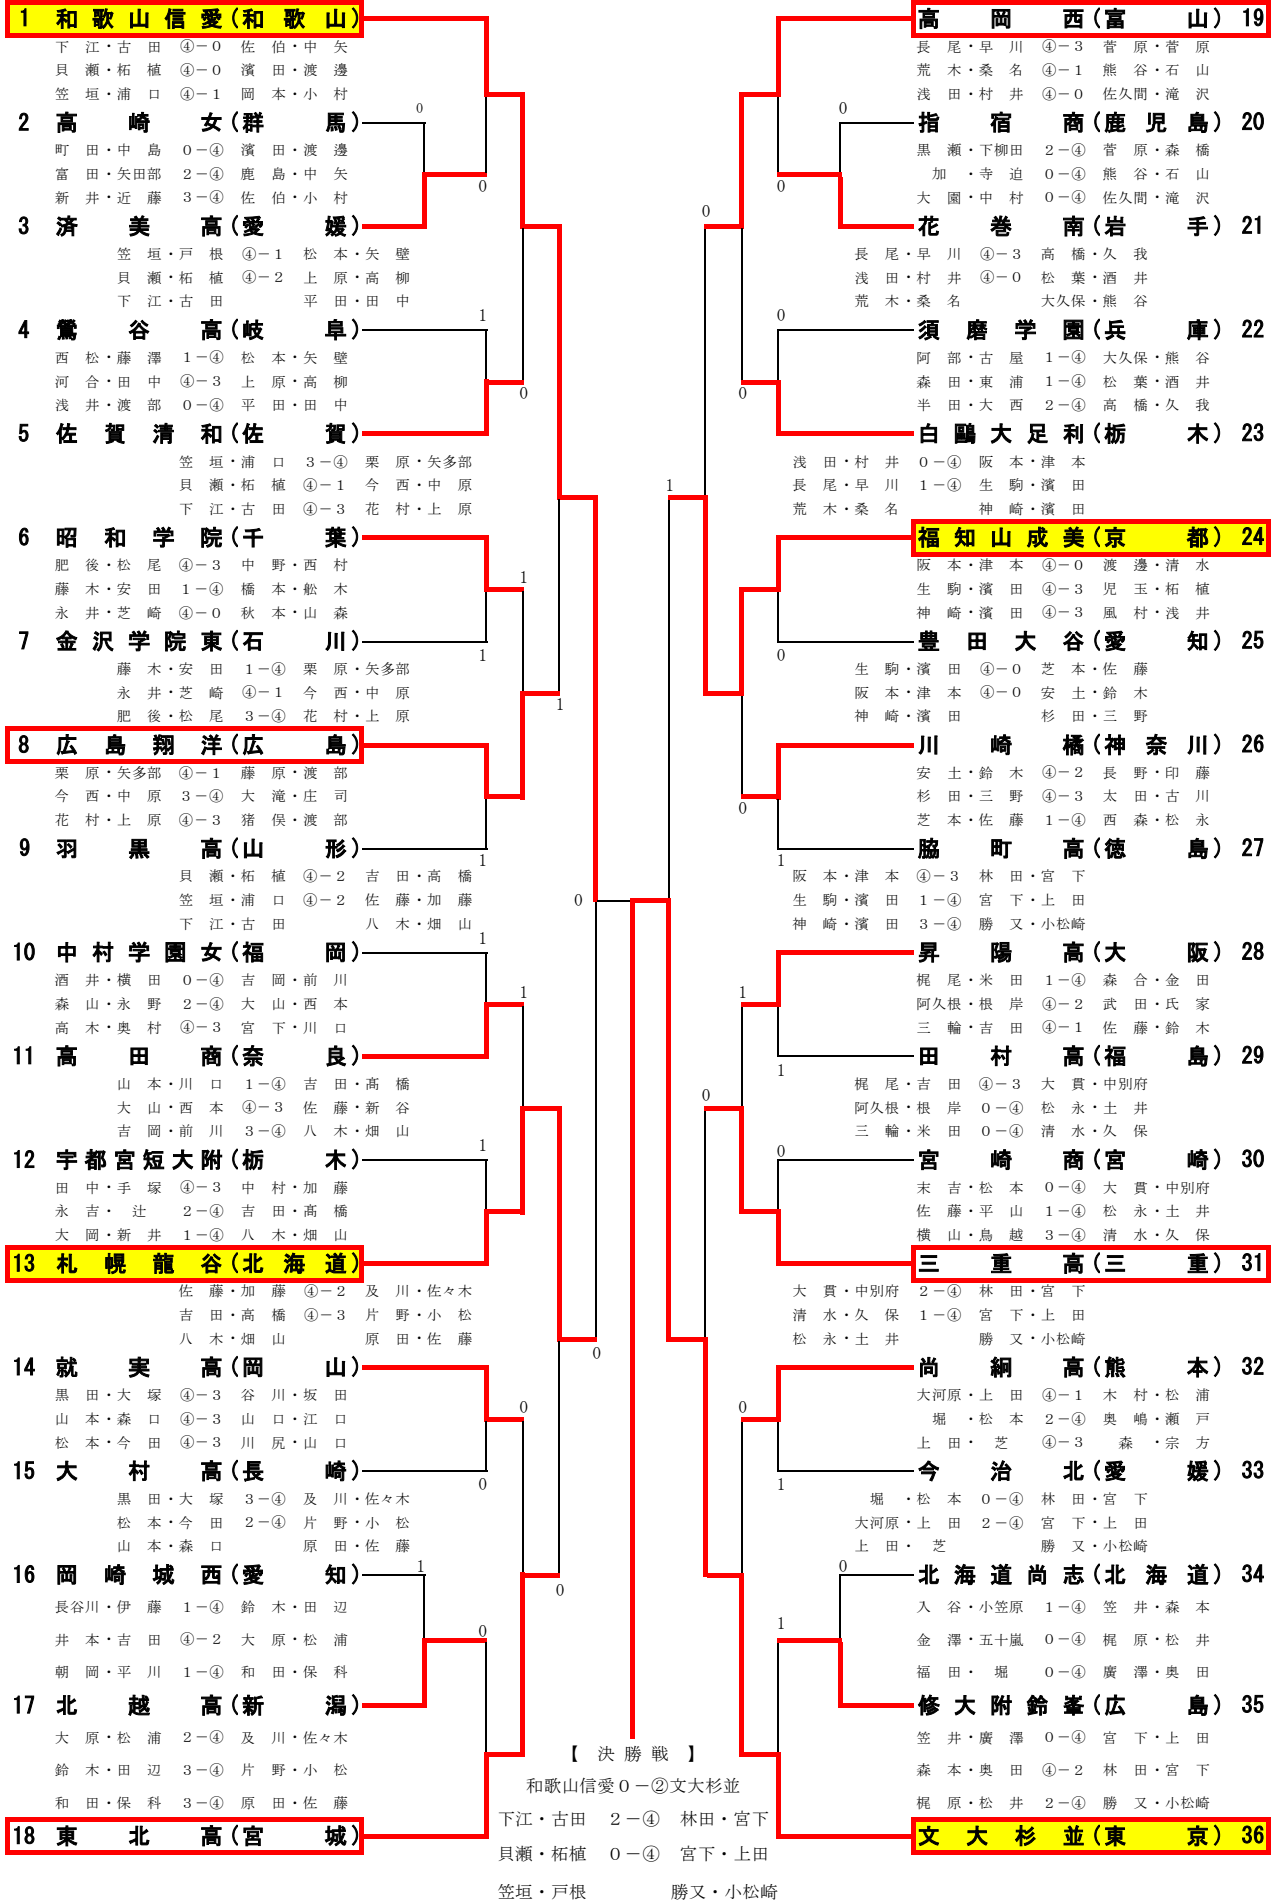 1 和歌山信愛(和歌山)
下江・古田 ④－0 佐伯・中矢
貝瀬・柘植 ④－0 濱田・渡邊
笠垣・浦口 ④－1 岡本・小村
0
2 高崎女(群馬)
町田・中島 0－④ 濱田・渡邊
富田・矢田部 2－④ 鹿島・中矢
新井・近藤 3－④ 佐伯・小村
0
3 済美高(愛媛)
笠垣・戸根 ④－1 松本・矢壁
貝瀬・柘植 ④－2 上原・高柳
下江・古田 平田・田中
1
4 鶯谷高(岐阜)
西松・藤澤 1－④ 松本・矢壁
河合・田中 ④－3 上原・高柳
浅井・渡部 0－④ 平田・田中
0
5 佐賀清和(佐賀)
笠垣・浦口 3－④ 栗原・矢多部
貝瀬・柘植 ④－1 今西・中原
下江・古田 ④－3 花村・上原
6 昭和学院(千葉)
肥後・松尾 ④－3 中野・西村
藤木・安田 1－④ 橋本・舩木
永井・芝崎 ④－0 秋本・山森
1
7 金沢学院東(石川)
1
藤木・安田 1－④ 栗原・矢多部
永井・芝崎 ④－1 今西・中原
肥後・松尾 3－④ 花村・上原
1
8 広島翔洋(広島)
栗原・矢多部 ④－1 藤原・渡部
今西・中原 3－④ 大滝・庄司
花村・上原 ④－3 猪俣・渡部
9 羽黒高(山形)
1
貝瀬・柘植 ④－2 吉田・高橋
笠垣・浦口 ④－2 佐藤・加藤
下江・古田 八木・畑山
0
1
10 中村学園女(福岡)
酒井・横田 0－④ 吉岡・前川
森山・永野 2－④ 大山・西本
高木・奥村 ④－3 宮下・川口
1
11 高田商(奈良)
山本・川口 1－④ 吉田・髙橋
大山・西本 ④－3 佐藤・新谷
吉岡・前川 3－④ 八木・畑山
1
12 宇都宮短大附(栃木)
田中・手塚 ④－3 中村・加藤
永吉・辻 2－④ 吉田・髙橋
大岡・新井 1－④ 八木・畑山
13 札幌龍谷(北海道)
佐藤・加藤 ④－2 及川・佐々木
吉田・高橋 ④－3 片野・小松
八木・畑山 原田・佐藤
0
14 就実高(岡山)
黒田・大塚 ④－3 谷川・坂田
山本・森口 ④－3 山口・江口
松本・今田 ④－3 川尻・山口
0
15 大村高(長崎)
0
黒田・大塚 3－④ 及川・佐々木
松本・今田 2－④ 片野・小松
山本・森口 原田・佐藤
1
0
16 岡崎城西(愛知)
長谷川・伊藤 1－④ 鈴木・田辺
井本・吉田 ④－2 大原・松浦
朝岡・平川 1－④ 和田・保科
0
17 北越高(新潟)
大原・松浦 2－④ 及川・佐々木
鈴木・田辺 3－④ 片野・小松
和田・保科 3－④ 原田・佐藤
18 東北高(宮城)
高岡西(富山) 19
長尾・早川 ④－3 菅原・菅原
荒木・桑名 ④－1 熊谷・石山
浅田・村井 ④－0 佐久間・滝沢
0
指宿商(鹿児島) 20
黒瀬・下柳田 2－④ 菅原・森橋
加・寺迫 0－④ 熊谷・石山
大園・中村 0－④ 佐久間・滝沢
0
0
花巻南(岩手) 21
長尾・早川 ④－3 高橋・久我
浅田・村井 ④－0 松葉・酒井
荒木・桑名 大久保・熊谷
0
須磨学園(兵庫) 22
阿部・古屋 1－④ 大久保・熊谷
森田・東浦 1－④ 松葉・酒井
半田・大西 2－④ 高橋・久我
0
白鷗大足利(栃木) 23
浅田・村井 0－④ 阪本・津本
長尾・早川 1－④ 生駒・濱田
荒木・桑名 神崎・濱田
1
福知山成美(京都) 24
阪本・津本 ④－0 渡邊・清水
生駒・濱田 ④－3 児玉・柘植
神崎・濱田 ④－3 風村・浅井
豊田大谷(愛知) 25
0
生駒・濱田 ④－0 芝本・佐藤
阪本・津本 ④－0 安土・鈴木
神崎・濱田 杉田・三野
川崎橘(神奈川) 26
安土・鈴木 ④－2 長野・印藤
杉田・三野 ④－3 太田・古川
芝本・佐藤 1－④ 西森・松永
0
脇町高(徳島) 27
1
阪本・津本 ④－3 林田・宮下
生駒・濱田 1－④ 宮下・上田
神崎・濱田 3－④ 勝又・小松崎
昇陽高(大阪) 28
梶尾・米田 1－④ 森合・金田
阿久根・根岸 ④－2 武田・氏家
三輪・吉田 ④－1 佐藤・鈴木
1
田村高(福島) 29
1
梶尾・吉田 ④－3 大貫・中別府
阿久根・根岸 0－④ 松永・土井
三輪・米田 0－④ 清水・久保
0
0
宮崎商(宮崎) 30
末吉・松本 0－④ 大貫・中別府
佐藤・平山 1－④ 松永・土井
横山・鳥越 3－④ 清水・久保
三重高(三重) 31
大貫・中別府 2－④ 林田・宮下
清水・久保 1－④ 宮下・上田
松永・土井 勝又・小松崎
尚絅高(熊本) 32
大河原・上田 ④－1 木村・松浦
堀・松本 2－④ 奥嶋・瀬戸
上田・芝 ④－3 森・宗方
0
今治北(愛媛) 33
1
堀・松本 0－④ 林田・宮下
大河原・上田 2－④ 宮下・上田
上田・芝 勝又・小松崎
0
北海道尚志(北海道) 34
入谷・小笠原 1－④ 笠井・森本
金澤・五十嵐 0－④ 梶原・松井
福田・堀 0－④ 廣澤・奥田
1
修大附鈴峯(広島) 35
笠井・廣澤 0－④ 宮下・上田
森本・奥田 ④－2 林田・宮下
梶原・松井 2－④ 勝又・小松崎
文大杉並(東京) 36
【 決勝戦 】
和歌山信愛0－②文大杉並
下江・古田 2－④ 林田・宮下
貝瀬・柘植 0－④ 宮下・上田
笠垣・戸根 勝又・小松崎